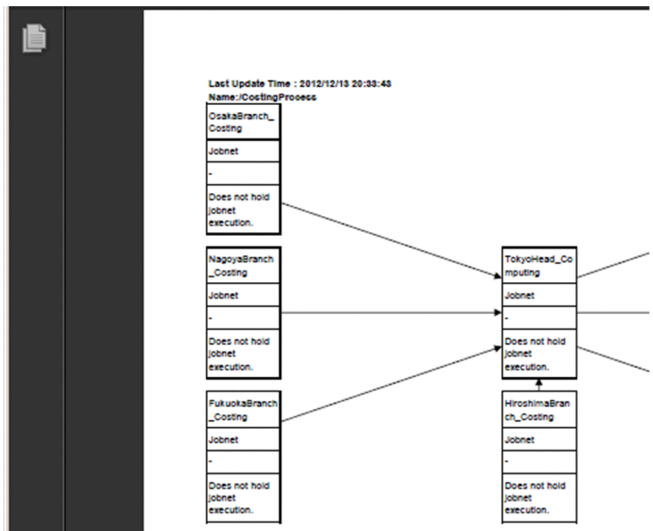 Last Update Time : 2012/12/13 20:33:43
Name:/CostingProcess
OsakaBranch_
Costing
Jobnet
-
Does not hold
jobnet
execution.
NagoyaBranch
_Costing
Jobnet
-
Does not hold
jobnet
execution.
TokyoHead_Co
mputing
Jobnet
-
Does not hold
jobnet
execution.
FukuokaBranch
_Costing
Jobnet
-
Does not hold
jobnet
execution.
HiroshimaBran
ch_Costing
Jobnet
-
Does not hold
jobnet
execution.